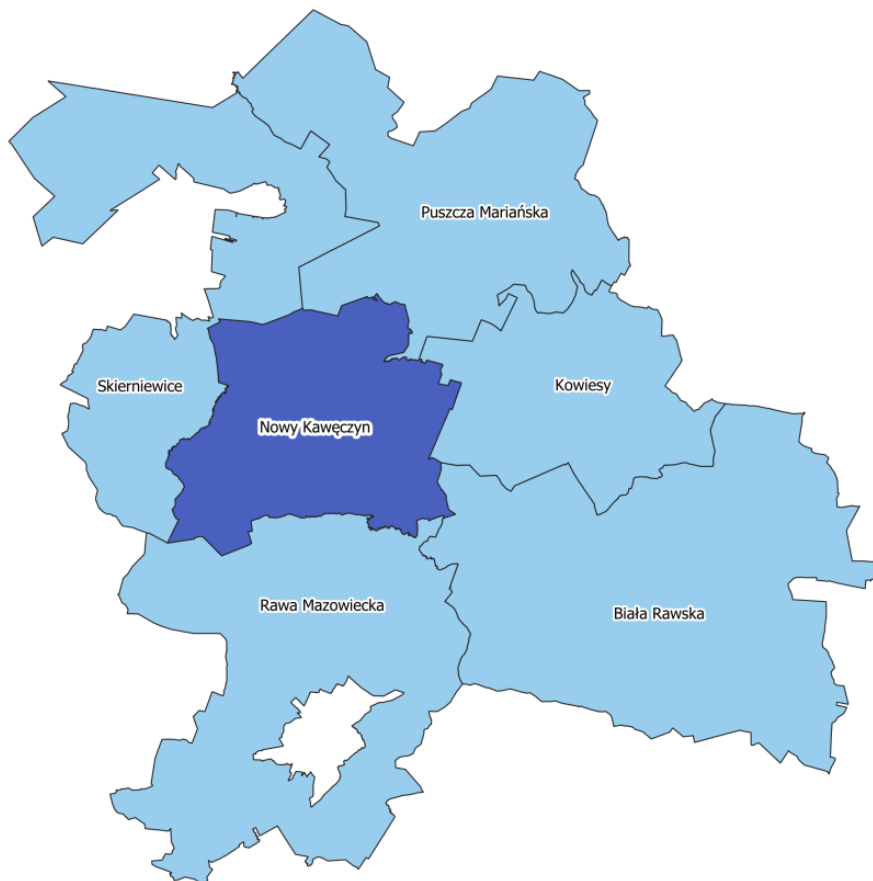 Puszcza Mariańska
Skierniewice
Kowiesy
Nowy Kawęczyn
Rawa Mazowiecka
Biała Rawska